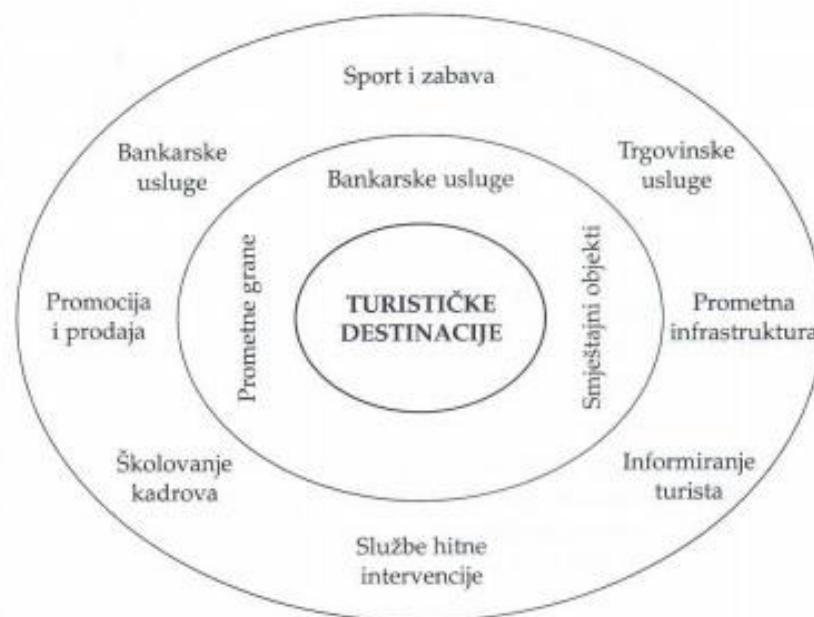 Sport i zabava
Bankarske
usluge
Trgovinske
usluge
Bankarske usluge
Prometne grane
TURISTIČKE
DESTINACIJE
Smještajni objekti
Promocija
i prodaja
Prometna
infrastruktura
Školovanje
kadrova
Informiranje
turista
Službe hitne
intervencije